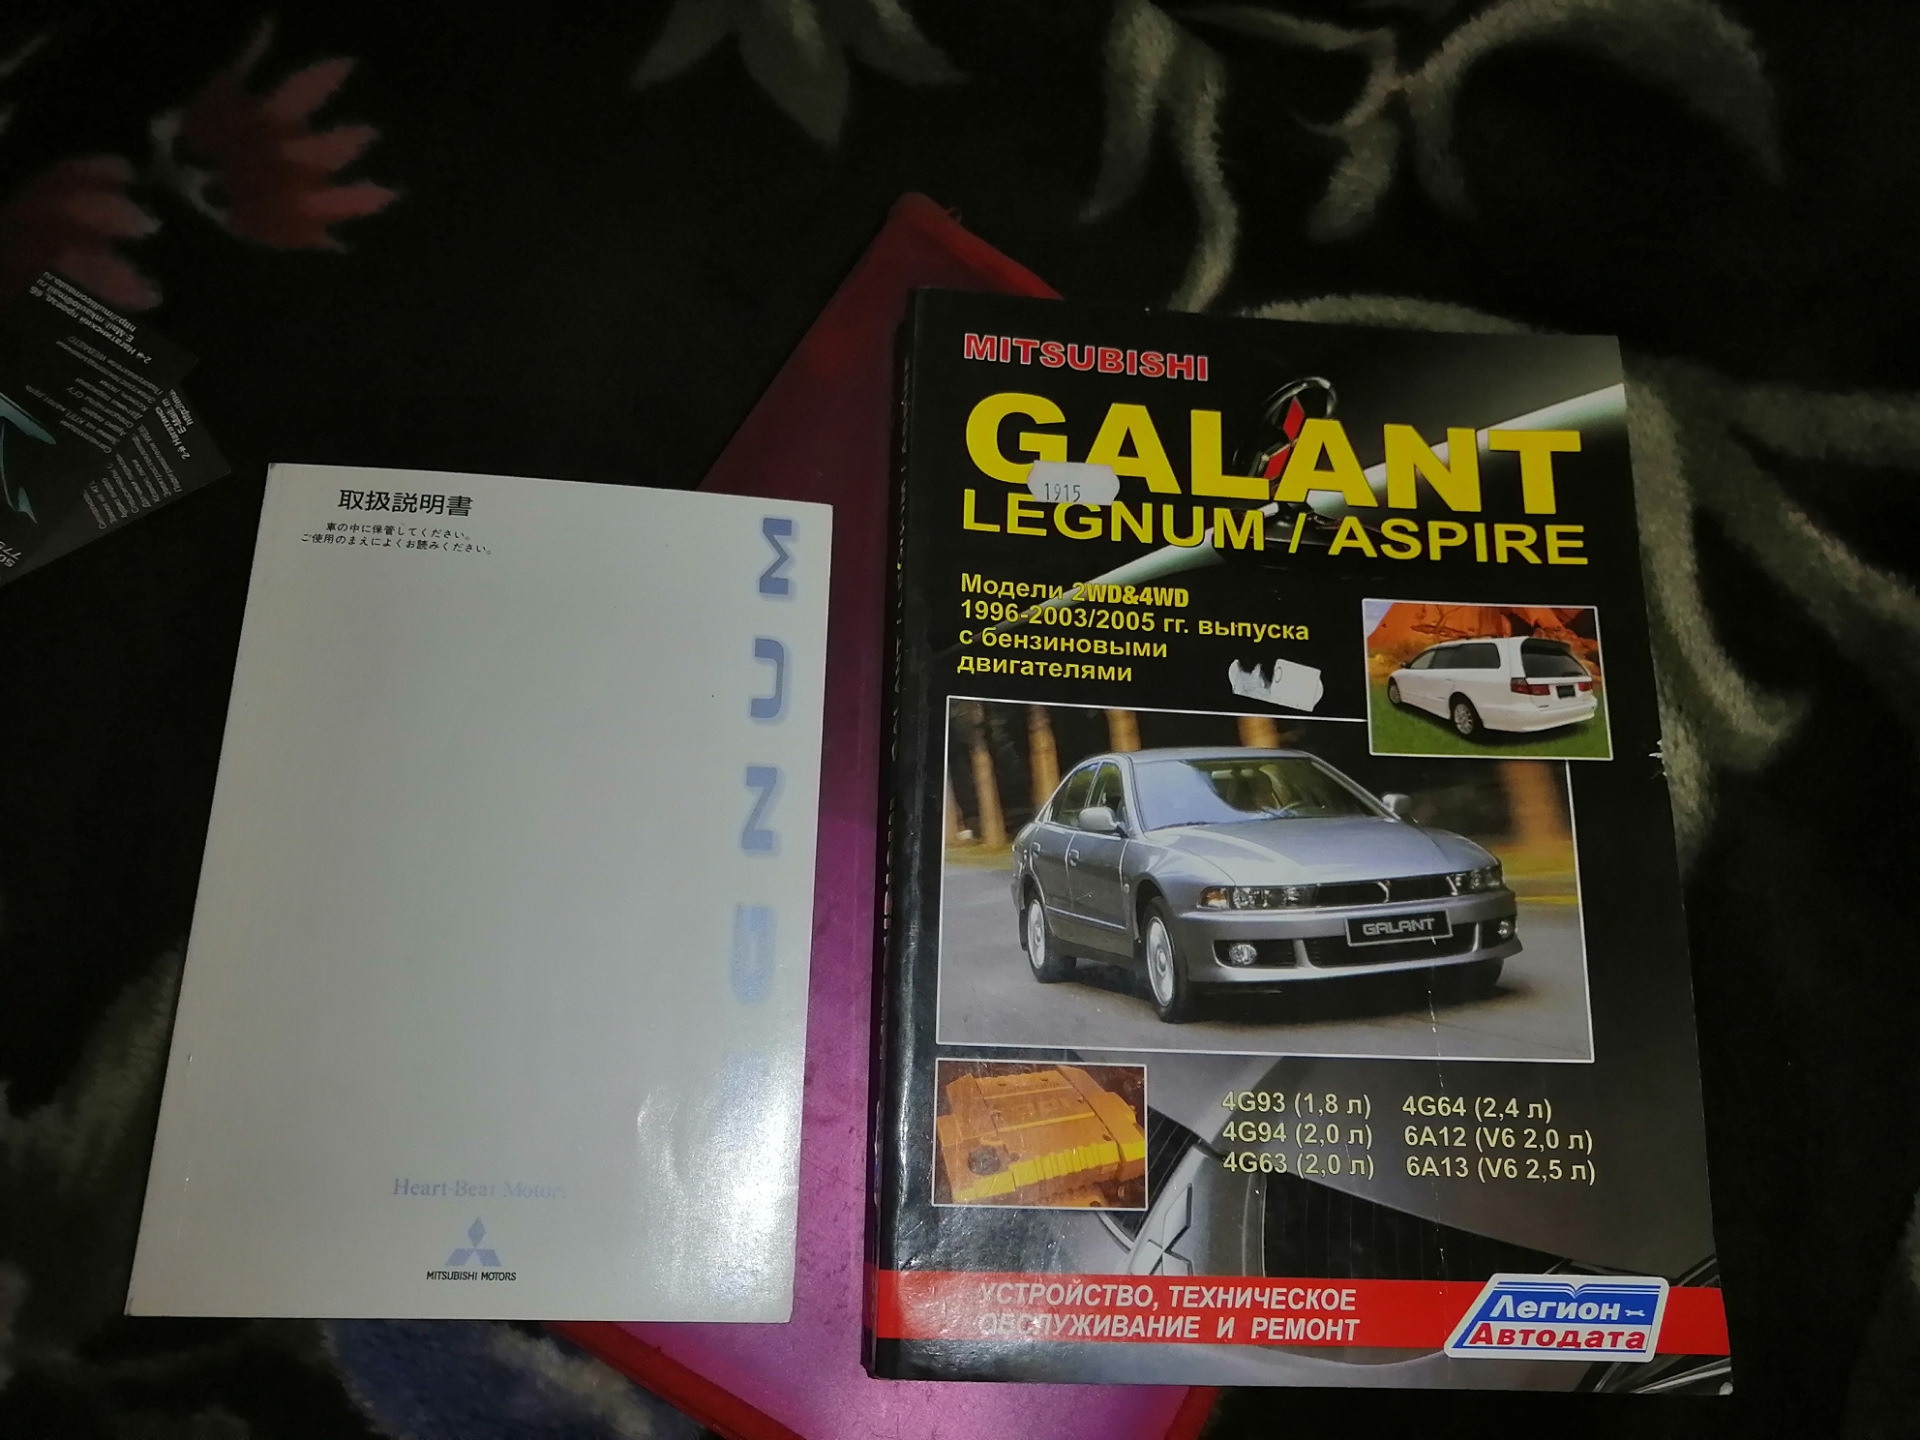 取扱説明書
車の中に保管してください。
ご使用のまえによくお読みください。
LEGNUM
Heart-Beat Motors
MITSUBISHI MOTORS
MITSUBISHI
GALANT
1915
LEGNUM / ASPIRE
Модели 2WD&4WD
1996-2003/2005 гг. выпуска
с бензиновыми
двигателями
GALANT
4G93 (1,8 л) 4G64 (2,4 л)
4G94 (2,0 л) 6A12 (V6 2,0 л)
4G63 (2,0 л) 6A13 (V6 2,5 л)
УСТРОЙСТВО, ТЕХНИЧЕСКОЕ
ОБСЛУЖИВАНИЕ И РЕМОНТ
Легион-
Автодата